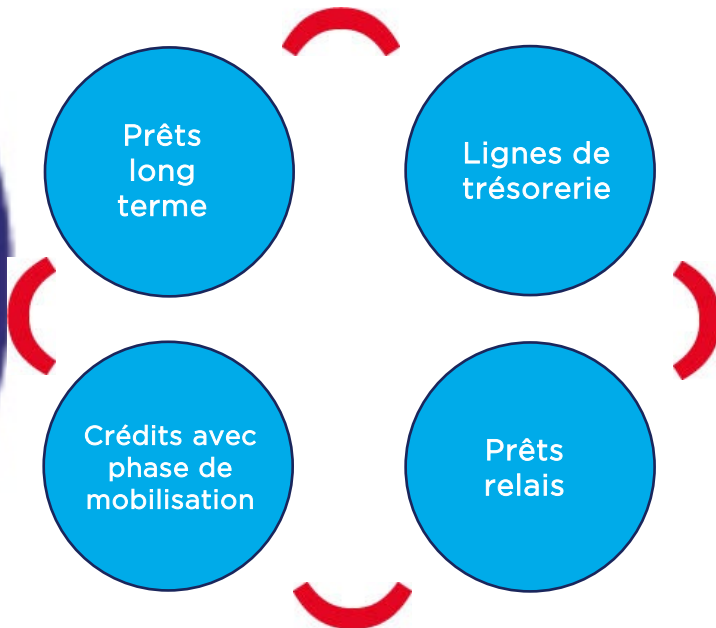 Prêts
long
terme
Lignes de
trésorerie
Crédits avec
phase de
mobilisation
Prêts
relais